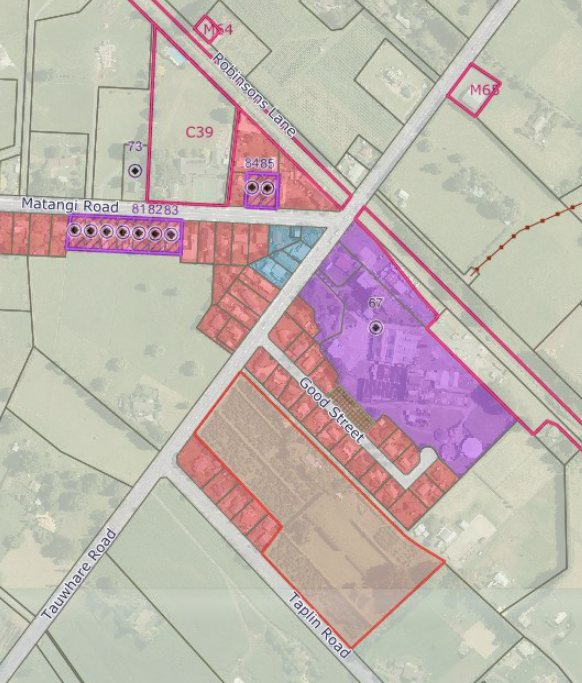 M64
Robinsons Lane
M65
C39
73
8485
Matangi Road
818283
67
Good Street
Tauwhare Road
Taplin Road